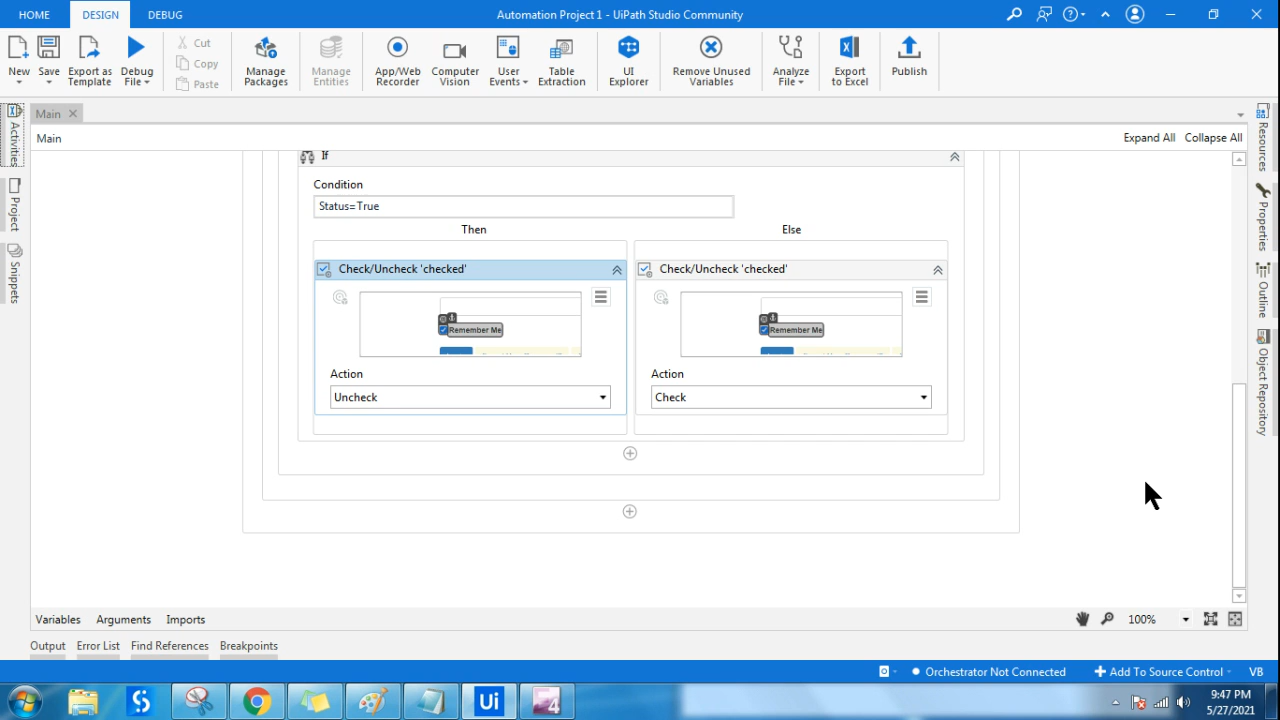 HOME DESIGN DEBUG Automation Project 1 - UiPath Studio Community
New Save Export as Template Debug File Cut Copy Paste Manage Packages Manage Entities App/Web Recorder Computer Vision User Events Table Extraction UI Explorer Remove Unused Variables Analyze File Export to Excel Publish
Main
Main Expand All Collapse All
Activities
Project
Snippets
If
Condition
Status=True
Then Else
Check/Uncheck 'checked' Check/Uncheck 'checked'
Remember Me Remember Me
Action Action
Uncheck Check
Resources
Properties
Outline
Object Repository
Variables Arguments Imports 100%
Output Error List Find References Breakpoints
Orchestrator Not Connected Add To Source Control VB
Ui 4 9:47 PM
5/27/2021